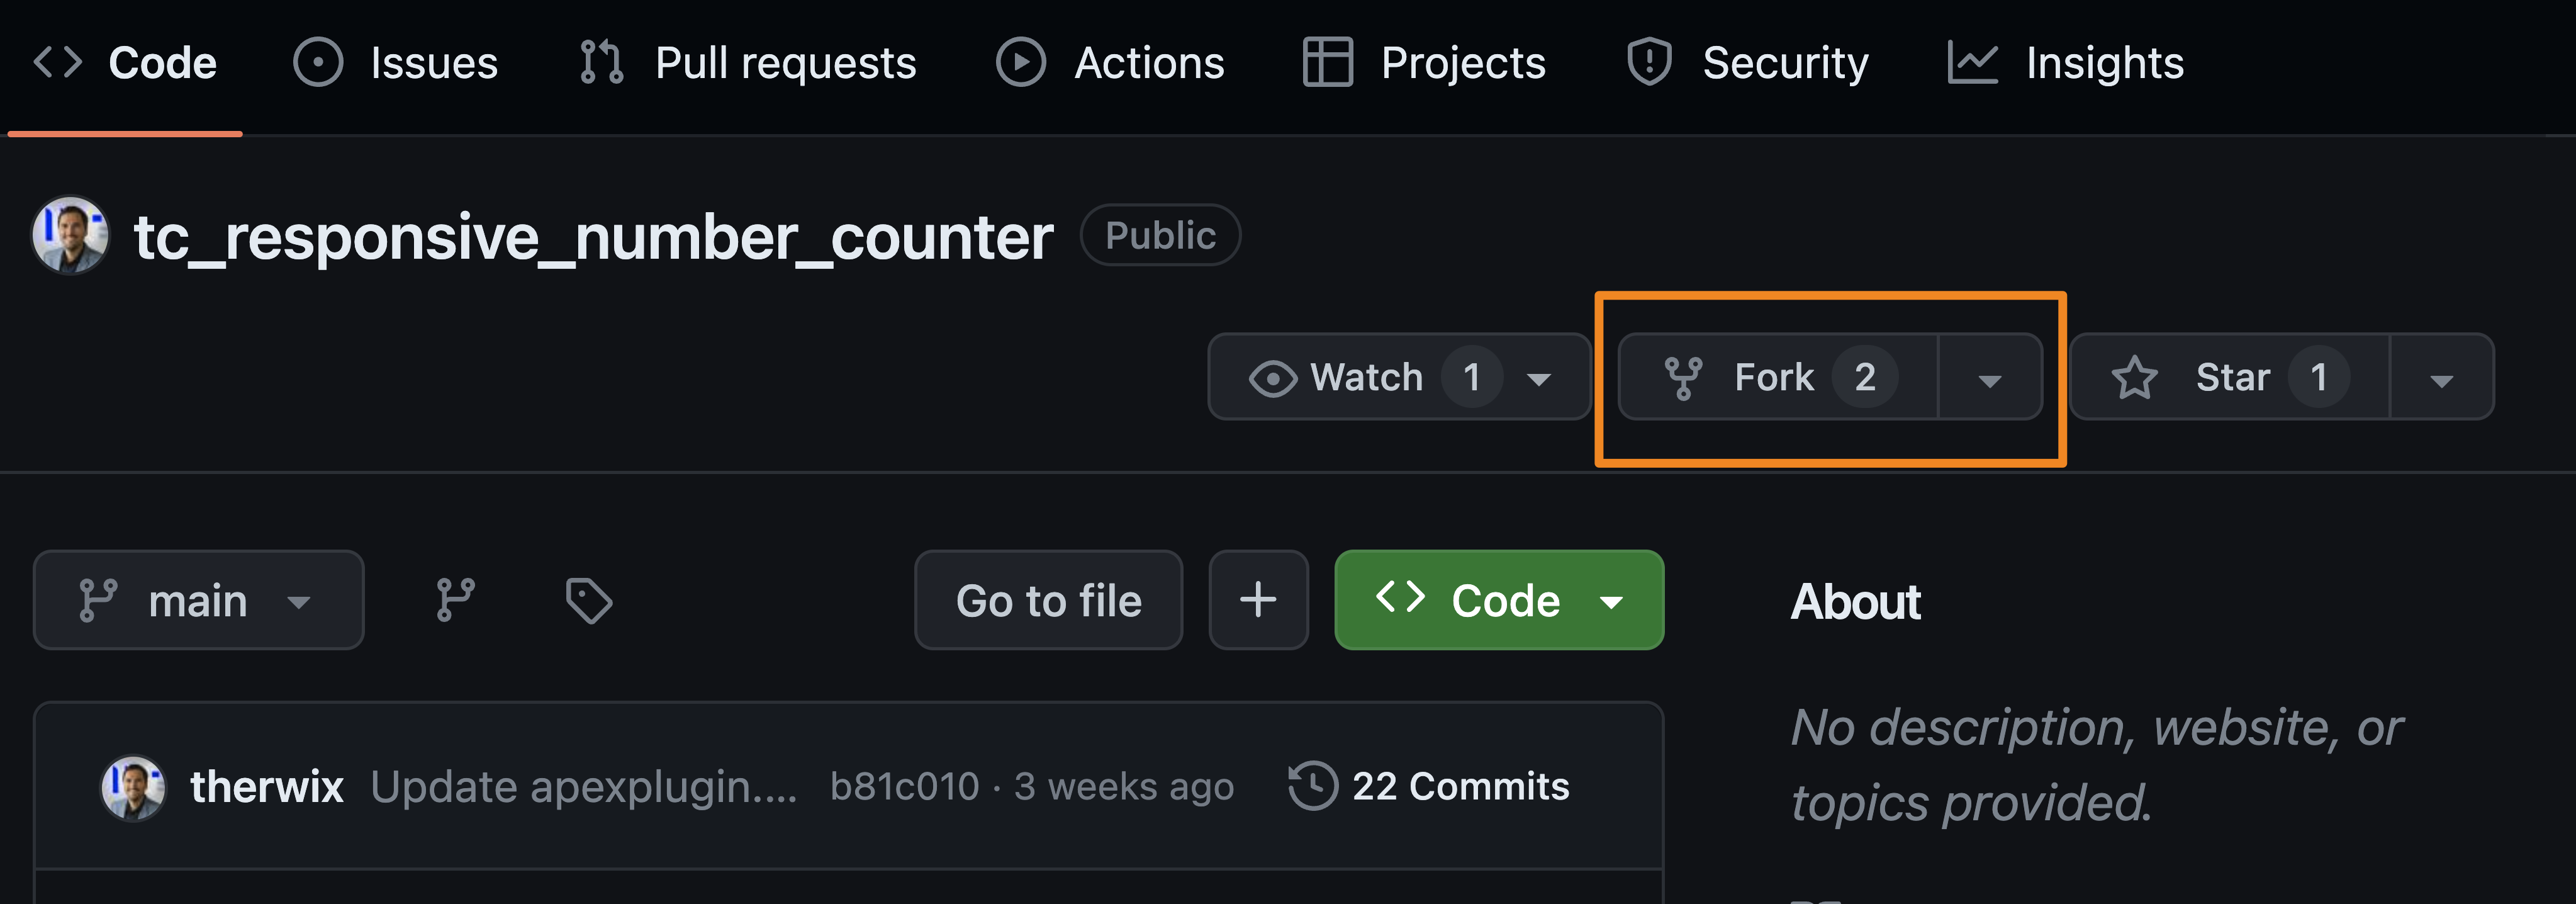 Code Issues Pull requests Actions Projects Security Insights
tc_responsive_number_counter Public
Watch 1 Fork 2 Star 1
main Go to file + Code About
No description, website, or
topics provided.
therwix Update apexplugin.... b81c010 · 3 weeks ago 22 Commits